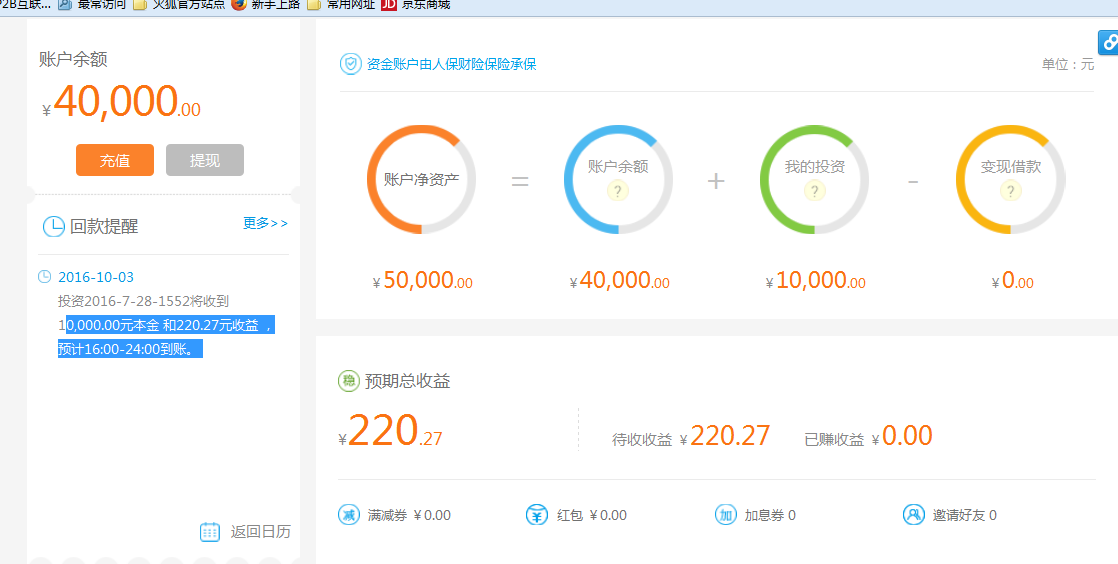 P2B互联... 最常访问 火狐官方站点 新手上路 常用网址 JD 京东商城
账户余额
¥40,000.00
充值 提现
回款提醒 更多>>
2016-10-03
投资2016-7-28-1552将收到
10,000.00元本金 和220.27元收益 ，
预计16:00-24:00到账。
返回日历
资金账户由人保财险保险承保 单位：元
账户净资产 = 账户余额 ? + 我的投资 ? - 变现借款 ?
¥50,000.00 ¥40,000.00 ¥10,000.00 ¥0.00
稳 预期总收益
¥220.27 待收收益 ¥220.27 已赚收益 ¥0.00
减 满减券 ¥0.00 ¥ 红包 ¥0.00 加 加息券 0 邀请好友 0